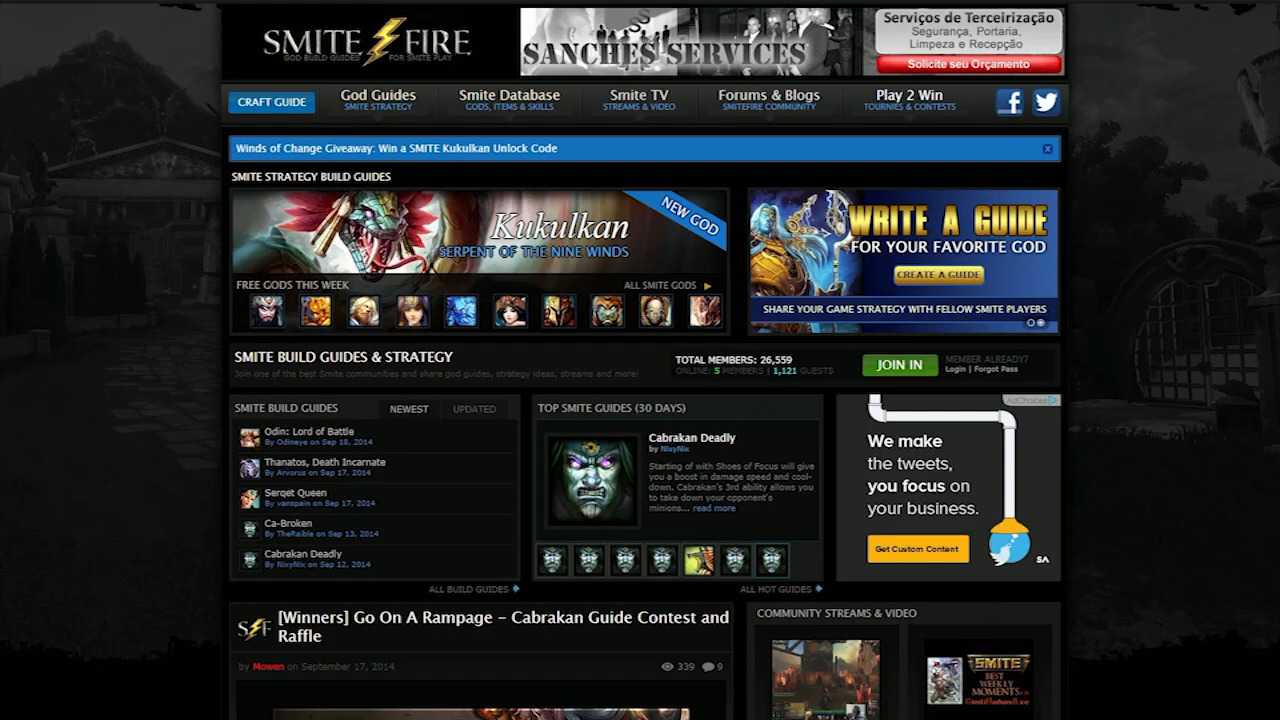 SMITE FIRE
GOD BUILD GUIDES FOR SMITE PLAY
SANCHES SERVICES
Serviços de Terceirização
Segurança, Portaria,
Limpeza e Recepção
Solicite seu Orçamento
CRAFT GUIDE
God Guides
SMITE STRATEGY
Smite Database
GODS, ITEMS & SKILLS
Smite TV
STREAMS & VIDEO
Forums & Blogs
SMITEFIRE COMMUNITY
Play 2 Win
TOURNIES & CONTESTS
Winds of Change Giveaway: Win a SMITE Kukulkan Unlock Code
SMITE STRATEGY BUILD GUIDES
Kukulkan
SERPENT OF THE NINE WINDS
NEW GOD
FREE GODS THIS WEEK
ALL SMITE GODS
WRITE A GUIDE
FOR YOUR FAVORITE GOD
CREATE A GUIDE
SHARE YOUR GAME STRATEGY WITH FELLOW SMITE PLAYERS
SMITE BUILD GUIDES & STRATEGY
Join one of the best Smite communities and share god guides, strategy ideas, streams and more!
TOTAL MEMBERS: 26,559
ONLINE: 5 MEMBERS | 1,121 GUESTS
JOIN IN
MEMBER ALREADY?
Login | Forgot Pass
SMITE BUILD GUIDES
NEWEST
UPDATED
Odin: Lord of Battle
By Odineye on Sep 18, 2014
Thanatos, Death Incarnate
By Arvorus on Sep 17, 2014
Serqet Queen
By vanspain on Sep 17, 2014
Ca-Broken
By TheRaible on Sep 13, 2014
Cabrakan Deadly
By NixyNix on Sep 12, 2014
ALL BUILD GUIDES
TOP SMITE GUIDES (30 DAYS)
Cabrakan Deadly
by NixyNix
Starting of with Shoes of Focus will give
you a boost in damage speed and cool-
down. Cabrakan's 3rd ability allows you
to take down your opponent's
minions... read more
ALL HOT GUIDES
AdChoices
We make
the tweets,
you focus on
your business.
Get Custom Content
SA
SF
[Winners] Go On A Rampage - Cabrakan Guide Contest and
Raffle
by Mowen on September 17, 2014
339
9
COMMUNITY STREAMS & VIDEO
SMITE
BEST
WEEKLY
MOMENTS